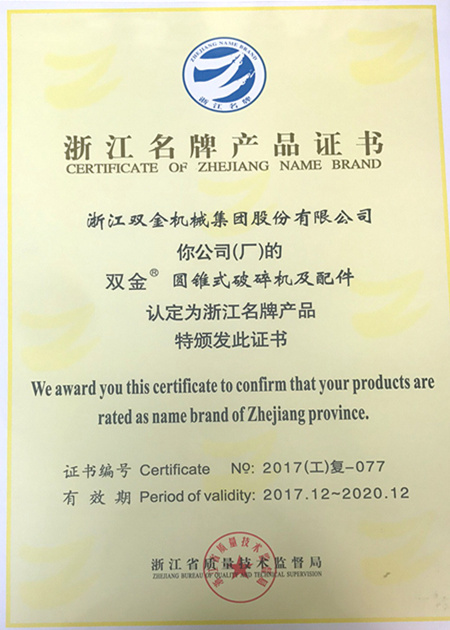 ZHEJIANG NAME BRAND
浙江名牌
浙江名牌产品证书
CERTIFICATE OF ZHEJIANG NAME BRAND
浙江双金机械集团股份有限公司
你公司(厂)的
双金® 圆锥式破碎机及配件
认定为浙江名牌产品
特颁发此证书
We award you this certificate to confirm that your products are
rated as name brand of Zhejiang province.
证书编号 Certificate No: 2017(工)复-077
有 效 期 Period of validity: 2017.12~2020.12
浙江省质量技术监督局
ZHEJIANG BUREAU OF QUALITY AND TECHNICAL SUPERVISION